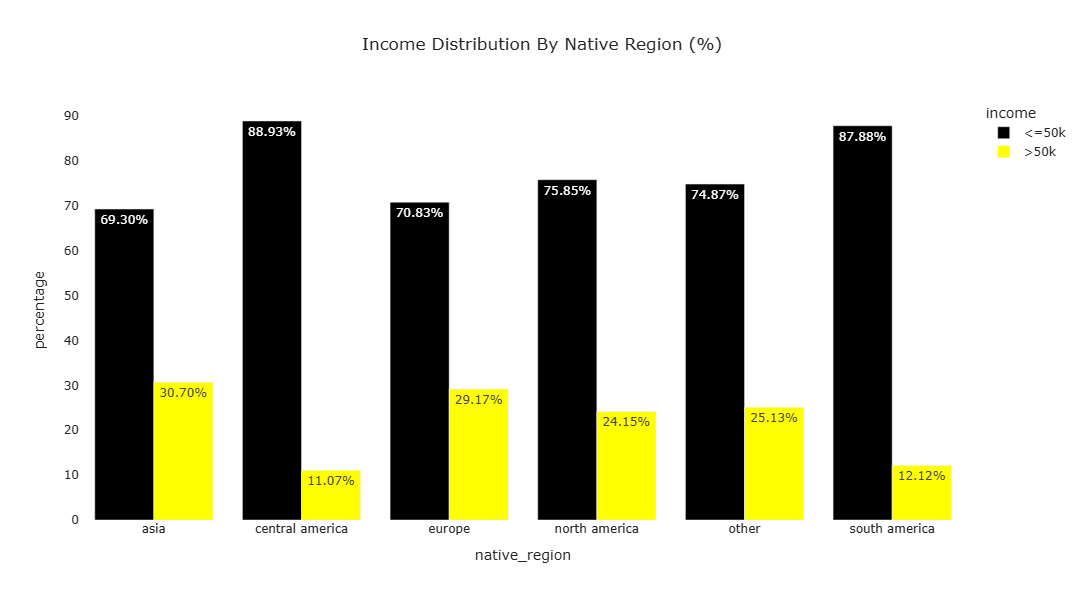 Income Distribution By Native Region (%)
income
<=50k
>50k
percentage
90
80
70
60
50
40
30
20
10
0
69.30%
30.70%
88.93%
11.07%
70.83%
29.17%
75.85%
24.15%
74.87%
25.13%
87.88%
12.12%
asia
central america
europe
north america
other
south america
native_region